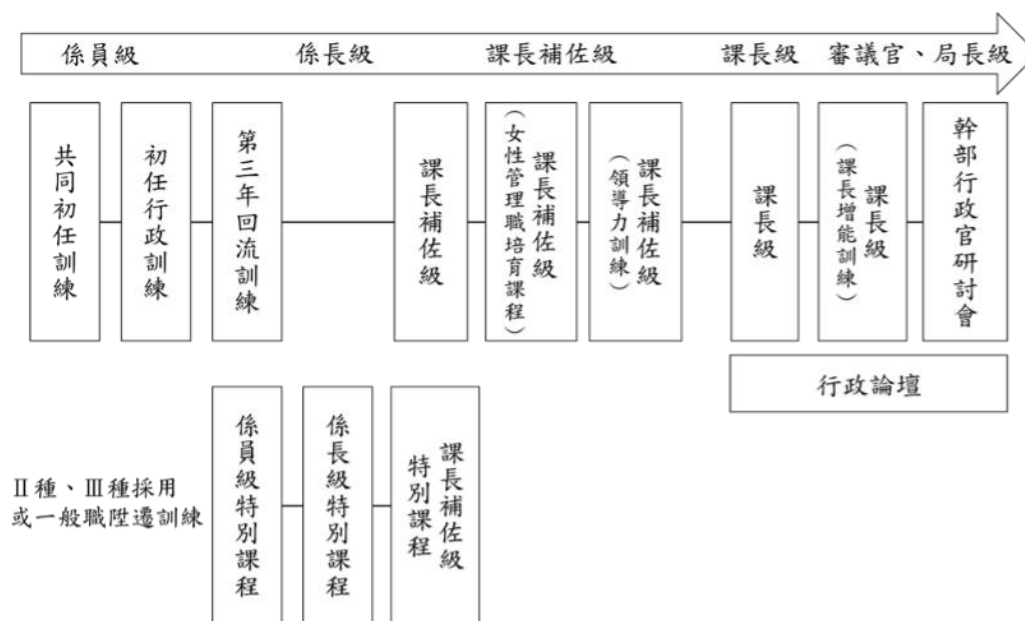 係員級 係長級 課長補佐級 課長級 審議官、局長級
共同初任訓練
初任行政訓練
第三年回流訓練
課長補佐級
課長補佐級
(女性管理職培育課程)
課長補佐級
(領導力訓練)
課長級
課長級
(課長增能訓練)
幹部行政官研討會
行政論壇
Ⅱ種、Ⅲ種採用
或一般職陞遷訓練
係員級特別課程
係長級特別課程
課長補佐級
特別課程